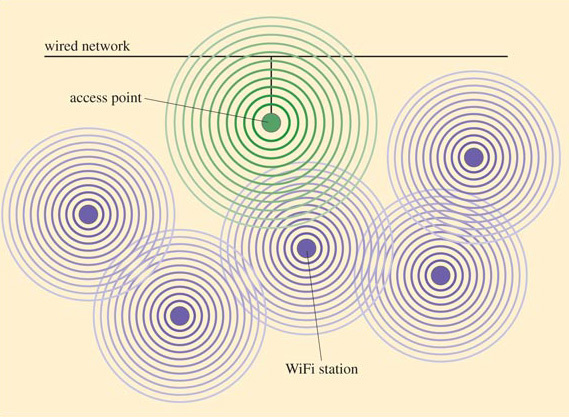 wired network
access point
WiFi station